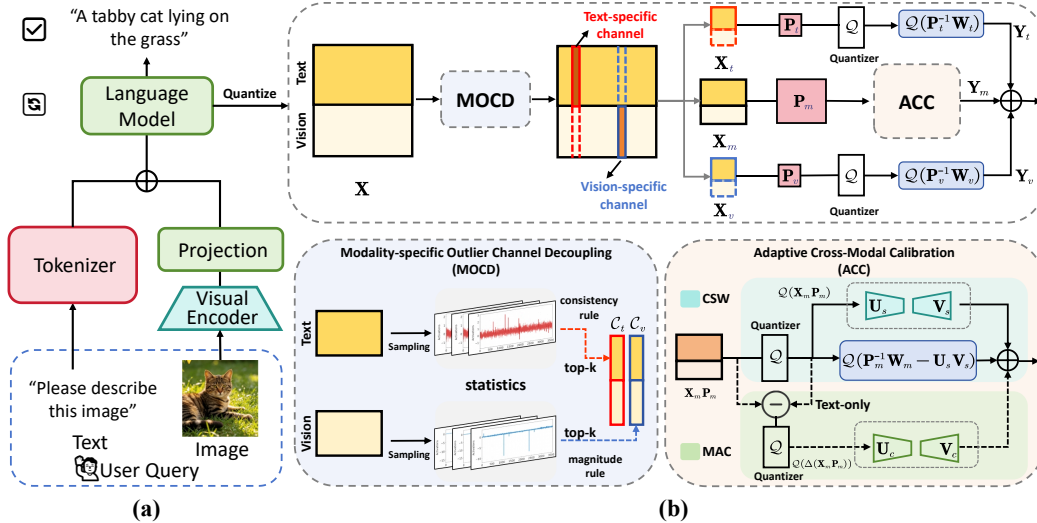 “A tabby cat lying on
the grass”
Language
Model
Quantize
Tokenizer
Projection
Visual
Encoder
“Please describe
this image”
Text
Image
User Query
(a)
Text
Vision
X
MOCD
Text-specific
channel
Vision-specific
channel
X_t
P_t
Q
Quantizer
Q(P_t^{-1}W_t)
Y_t
X_m
P_m
ACC
Y_m
X_v
P_v
Q
Quantizer
Q(P_v^{-1}W_v)
Y_v
Modality-specific Outlier Channel Decoupling
(MOCD)
Text
Sampling
consistency
rule
top-k
C_t C_v
statistics
Vision
Sampling
top-k
magnitude
rule
Adaptive Cross-Modal Calibration
(ACC)
CSW
Q(X_m P_m)
U_s V_s
Quantizer
Q
Q(P_m^{-1}W_m − U_s V_s)
X_m P_m
−
Text-only
MAC
Q
Q(Δ(X_m P_m))
Quantizer
U_c V_c
(b)